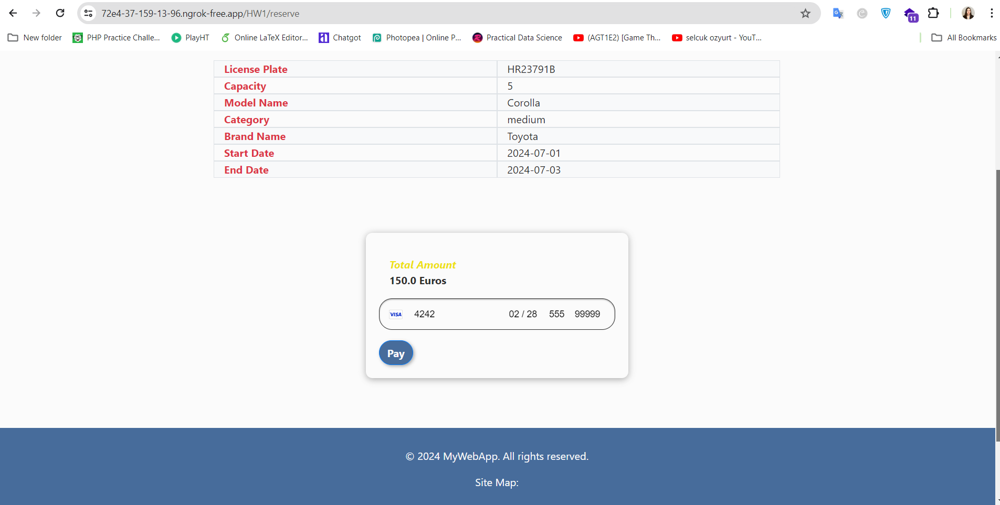 72e4-37-159-13-96.ngrok-free.app/HW1/reserve
11
New folder PHP Practice Challe... PlayHT Online LaTeX Editor... Chatgot Photopea | Online P... Practical Data Science (AGT1E2) [Game Th... selcuk ozyurt - YouT... All Bookmarks
License Plate HR23791B
Capacity 5
Model Name Corolla
Category medium
Brand Name Toyota
Start Date 2024-07-01
End Date 2024-07-03
Total Amount
150.0 Euros
VISA 4242 02 / 28 555 99999
Pay
© 2024 MyWebApp. All rights reserved.
Site Map: